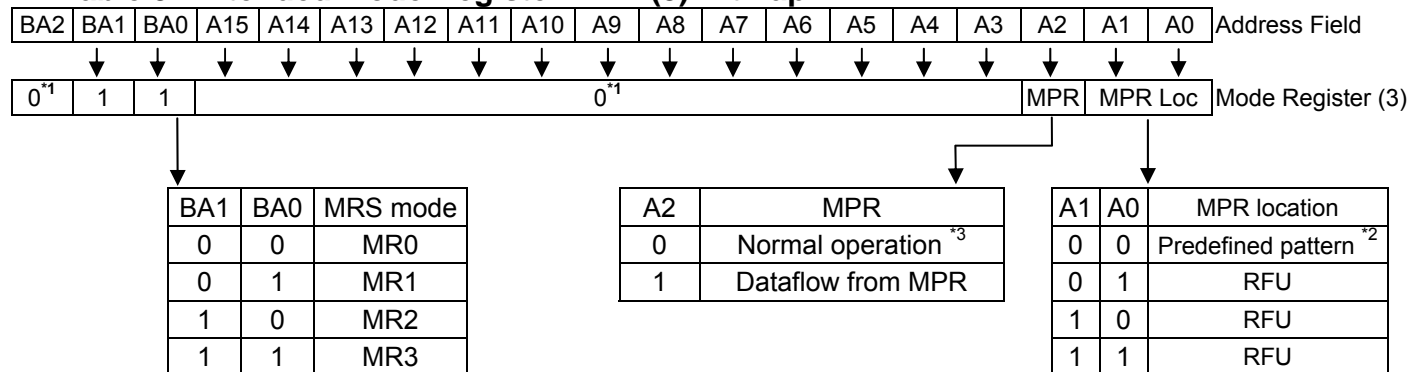 BA2 BA1 BA0 A15 A14 A13 A12 A11 A10 A9 A8 A7 A6 A5 A4 A3 A2 A1 A0 Address Field
0*1 1 1 0*1 MPR MPR Loc Mode Register (3)
BA1 BA0 MRS mode
0 0 MR0
0 1 MR1
1 0 MR2
1 1 MR3
A2 MPR
0 Normal operation *3
1 Dataflow from MPR
A1 A0 MPR location
0 0 Predefined pattern *2
0 1 RFU
1 0 RFU
1 1 RFU